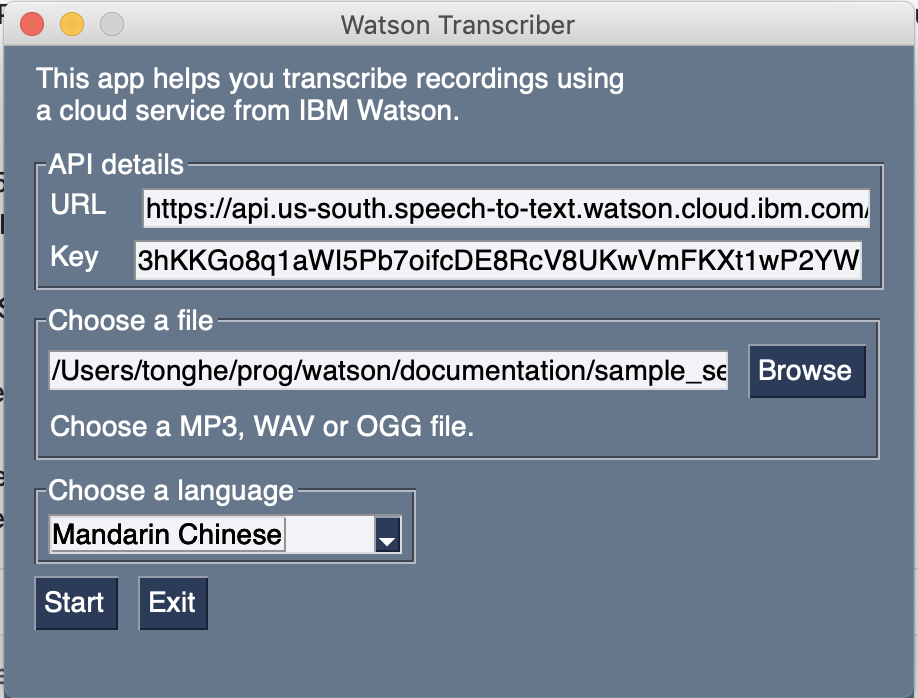 Watson Transcriber
This app helps you transcribe recordings using
a cloud service from IBM Watson.
API details
URL https://api.us-south.speech-to-text.watson.cloud.ibm.com/
Key 3hKKGo8q1aWI5Pb7oifcDE8RcV8UKwVmFKXt1wP2YW
Choose a file
/Users/tonghe/prog/watson/documentation/sample_se Browse
Choose a MP3, WAV or OGG file.
Choose a language
Mandarin Chinese
Start Exit